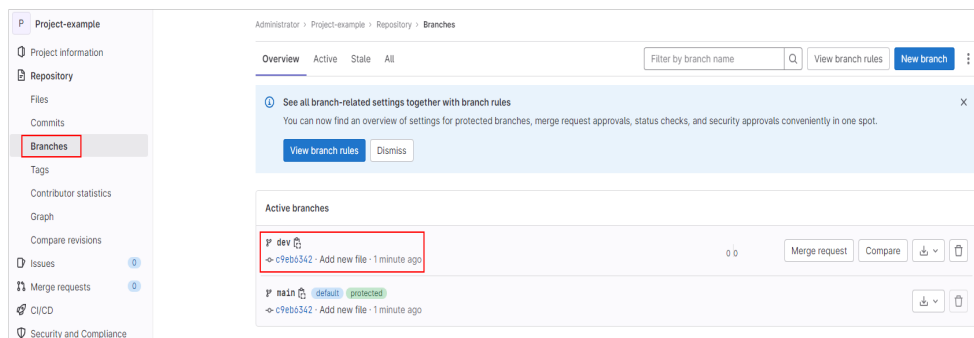 P Project-example
Project information
Repository
Files
Commits
Branches
Tags
Contributor statistics
Graph
Compare revisions
Issues 0
Merge requests 0
CI/CD
Security and Compliance
Administrator > Project-example > Repository > Branches
Overview Active Stale All Filter by branch name View branch rules New branch
See all branch-related settings together with branch rules
You can now find an overview of settings for protected branches, merge request approvals, status checks, and security approvals conveniently in one spot.
View branch rules Dismiss
Active branches
dev
c9eb6342 · Add new file · 1 minute ago
0 0 Merge request Compare
main default protected
c9eb6342 · Add new file · 1 minute ago